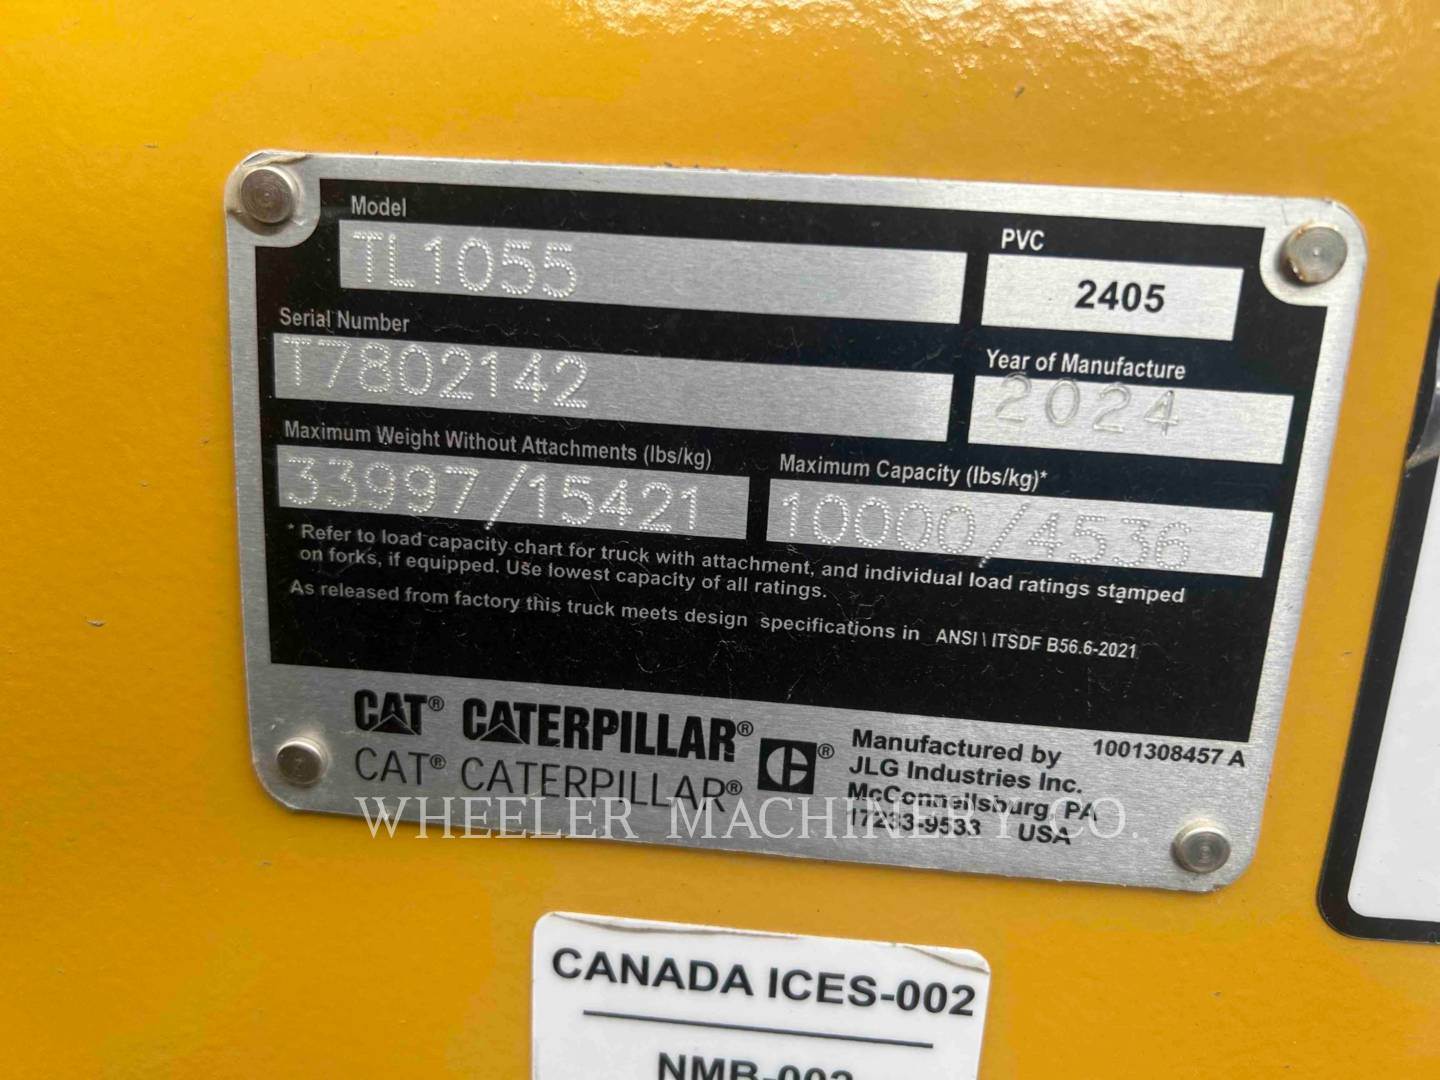 Model
TL1055
PVC
2405
Serial Number
T7802142
Year of Manufacture
2024
Maximum Weight Without Attachments (lbs/kg)
33997/15421
Maximum Capacity (lbs/kg)*
10000/4536
* Refer to load capacity chart for truck with attachment, and individual load ratings stamped
on forks, if equipped. Use lowest capacity of all ratings.
As released from factory this truck meets design specifications in ANSI \ ITSDF B56.6-2021
CAT® CATERPILLAR®
CAT® CATERPILLAR®
®
Manufactured by
JLG Industries Inc.
McConnellsburg, PA
17233-9533 USA
1001308457 A
WHEELER MACHINERY CO.
CANADA ICES-002
NMB-002